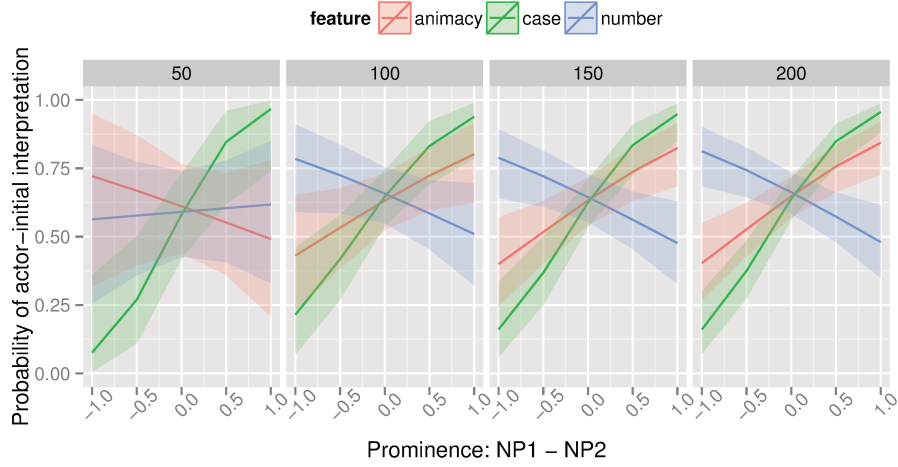 feature animacy case number
50 100 150 200
Probability of actor−initial interpretation
1.00
0.75
0.50
0.25
0.00
−1.0 −0.5 0.0 0.5 1.0 −1.0 −0.5 0.0 0.5 1.0 −1.0 −0.5 0.0 0.5 1.0 −1.0 −0.5 0.0 0.5 1.0
Prominence: NP1 − NP2